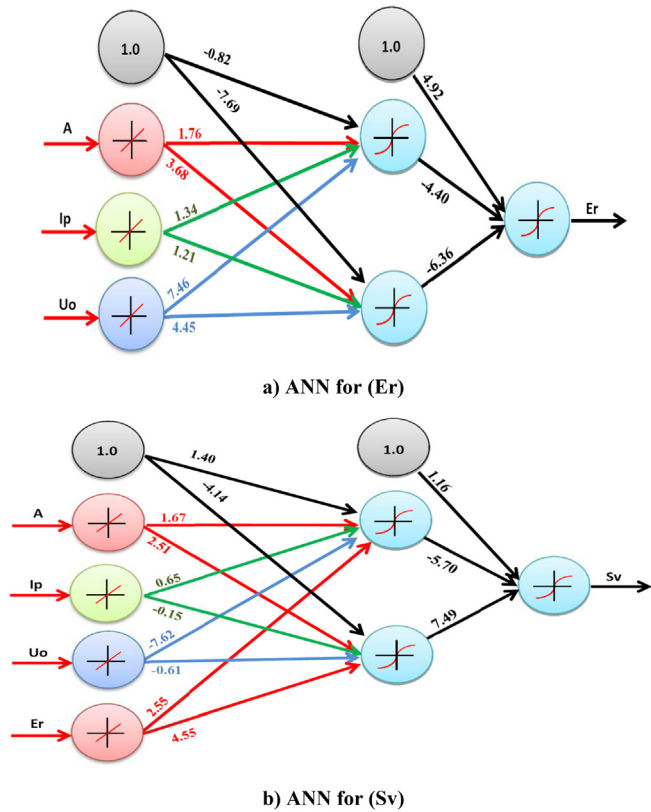 1.0
1.0
-0.82
4.92
-7.69
A
1.76
3.68
-4.40
Er
Ip
1.34
1.21
-6.36
Uo
7.46
4.45
a) ANN for (Er)
1.0
1.0
1.40
1.16
-4.14
A
1.67
2.51
-5.70
Sv
Ip
0.65
-0.15
7.49
Uo
-7.62
-0.61
Er
2.55
4.55
b) ANN for (Sv)